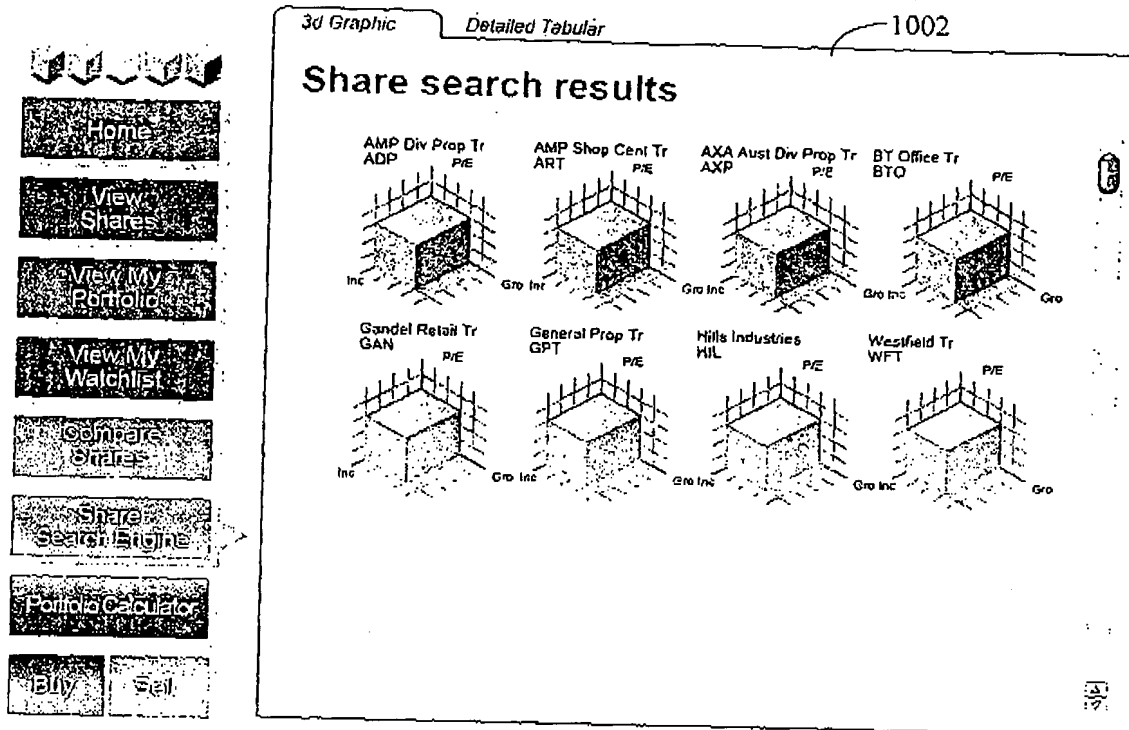 3d Graphic
Detailed Tabular
1002
Share search results
Home
View
Shares
View My
Portfolio
View My
Watchlist
Compare
Shares
Share
Search Engine
Portfolio Calculator
Buy
Sell
AMP Div Prop Tr
ADP
P/E
Inc
Gro
AMP Shop Cent Tr
ART
P/E
Inc
Gro
AXA Aust Div Prop Tr
AXP
P/E
Inc
Gro
BT Office Tr
BTO
P/E
Inc
Gro
Gandel Retail Tr
GAN
P/E
Inc
Gro
General Prop Tr
GPT
P/E
Inc
Gro
Hills Industries
HIL
P/E
Inc
Gro
Westfield Tr
WFT
P/E
Inc
Gro